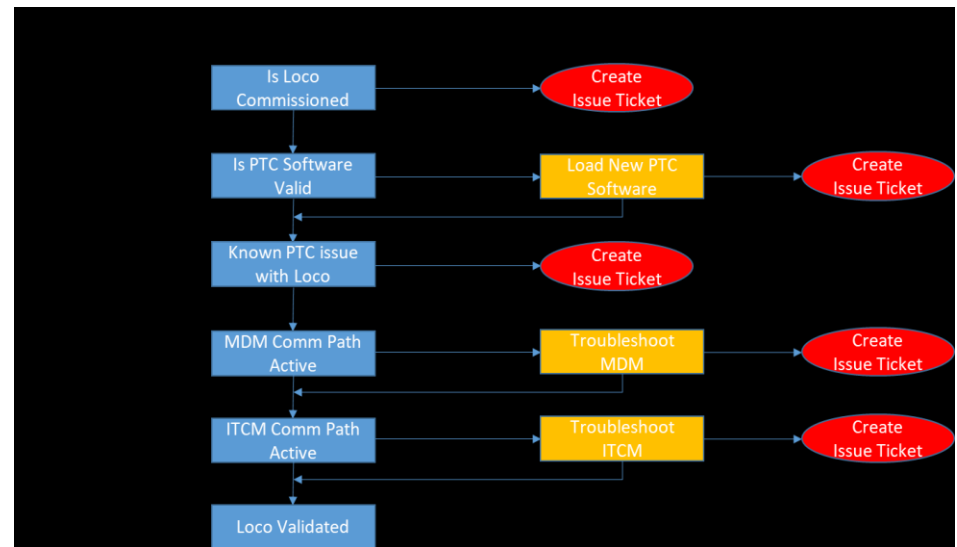 Is Loco
Commissioned
Create
Issue Ticket
Is PTC Software
Valid
Load New PTC
Software
Create
Issue Ticket
Known PTC issue
with Loco
Create
Issue Ticket
MDM Comm Path
Active
Troubleshoot
MDM
Create
Issue Ticket
ITCM Comm Path
Active
Troubleshoot
ITCM
Create
Issue Ticket
Loco Validated